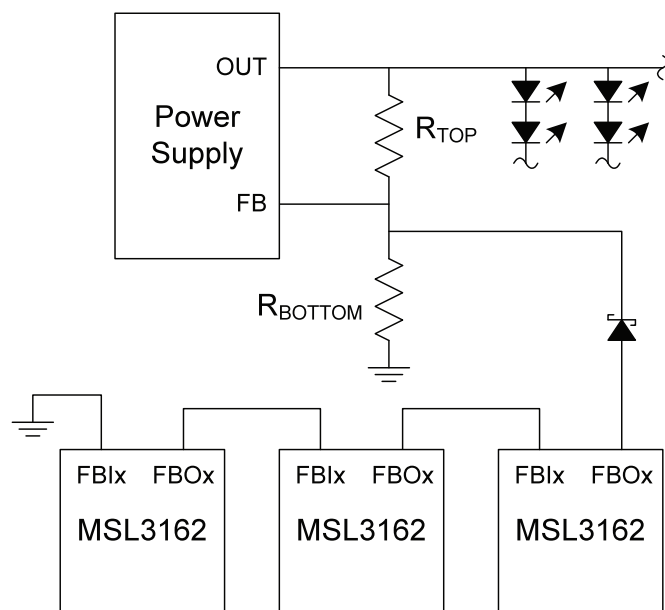 OUT
Power
Supply
FB
RTOP
RBOTTOM
FBIx FBOx
MSL3162
FBIx FBOx
MSL3162
FBIx FBOx
MSL3162